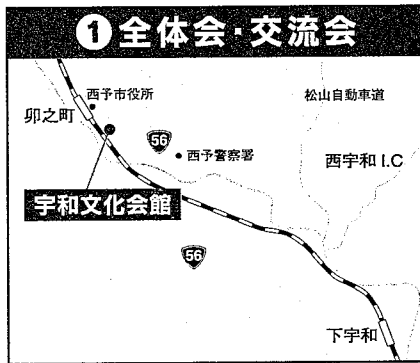 ①全体会・交流会
西予市役所
松山自動車道
卯之町
56
西予警察署
西宇和 I.C
宇和文化会館
56
下宇和